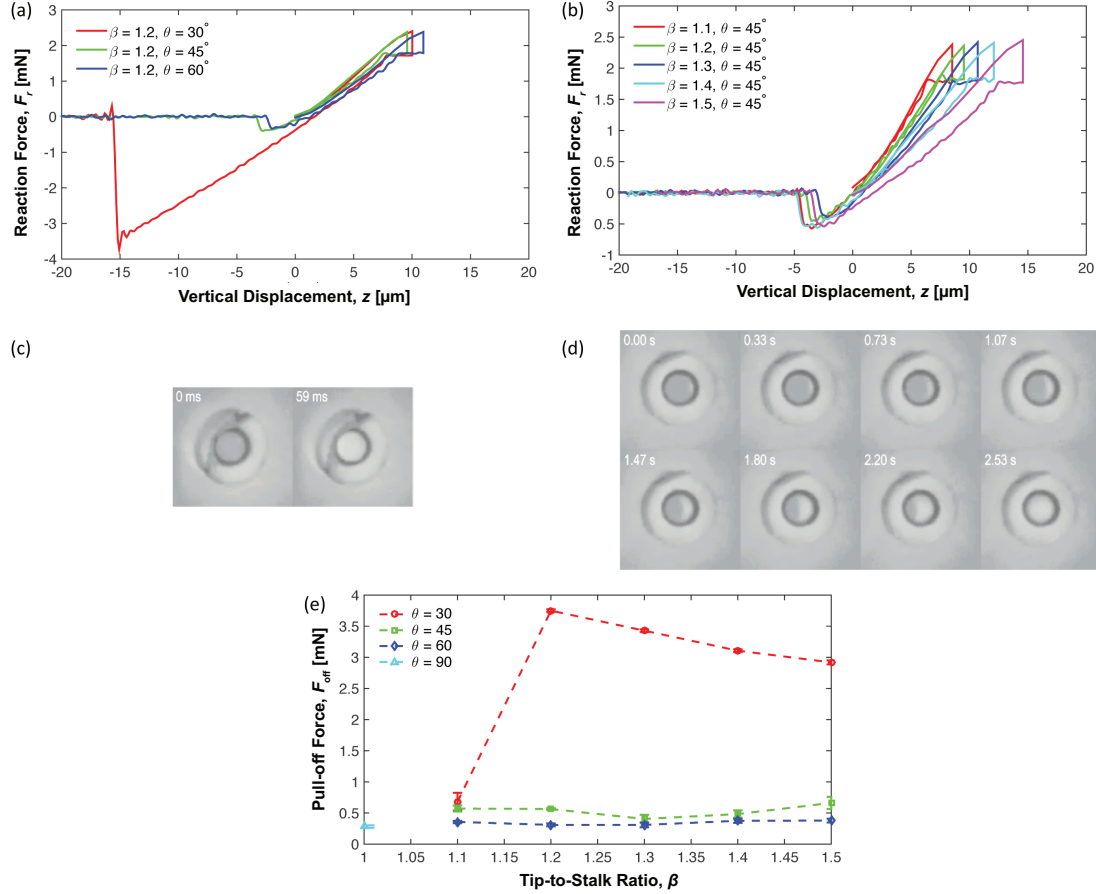 (a)
β = 1.2, θ = 30°
β = 1.2, θ = 45°
β = 1.2, θ = 60°
Reaction Force, Fr [mN]
3
2
1
0
-1
-2
-3
4
-20 -15 -10 -5 0 5 10 15 20
Vertical Displacement, z [µm]
(b)
β = 1.1, θ = 45°
β = 1.2, θ = 45°
β = 1.3, θ = 45°
β = 1.4, θ = 45°
β = 1.5, θ = 45°
Reaction Force, Fr [mN]
3
2.5
2
1.5
1
0.5
0
0.5
1
-20 -15 -10 -5 0 5 10 15 20
Vertical Displacement, z [µm]
(c)
0 ms 59 ms
(d)
0.00 s 0.33 s 0.73 s 1.07 s
1.47 s 1.80 s 2.20 s 2.53 s
(e)
θ = 30
θ = 45
θ = 60
θ = 90
Pull-off Force, Foff [mN]
4
3.5
3
2.5
2
1.5
1
0.5
0
1 1.05 1.1 1.15 1.2 1.25 1.3 1.35 1.4 1.45 1.5
Tip-to-Stalk Ratio, β